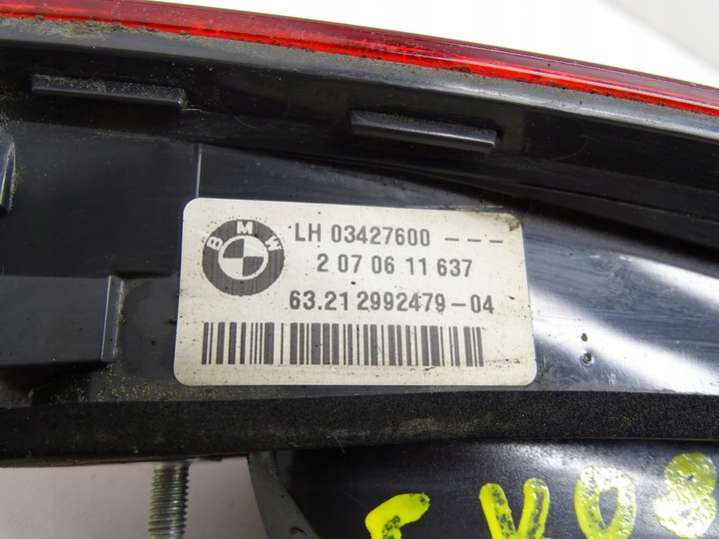 BMW
LH 03427600 ---
2 07 06 11 637
63.21 2992479-04